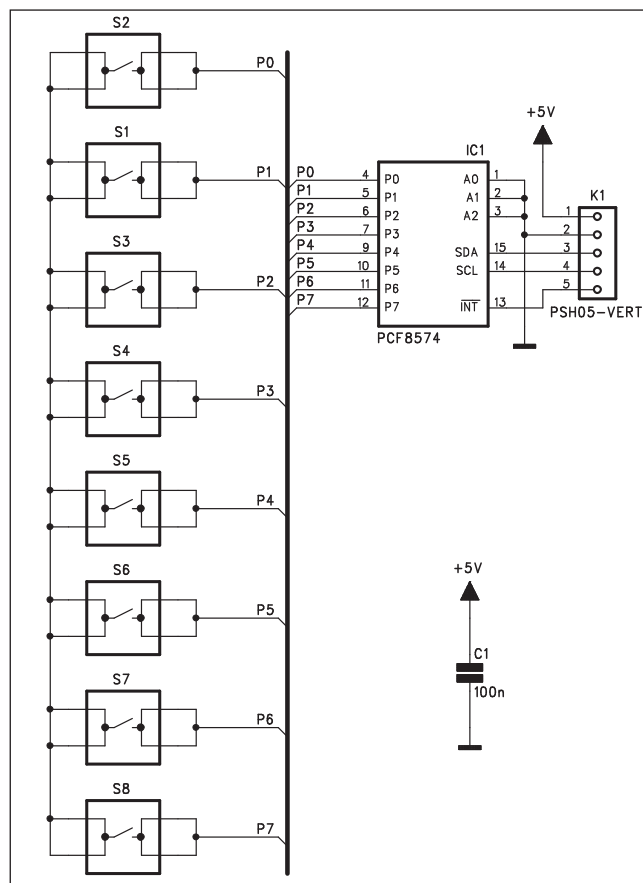 S2
P0
S1
P1
S3
P2
S4
P3
S5
P4
S6
P5
S7
P6
S8
P7
P0
P1
P2
P3
P4
P5
P6
P7
4
5
6
7
9
10
11
12
IC1
P0
P1
P2
P3
P4
P5
P6
P7
A0
A1
A2
SDA
SCL
INT
1
2
3
15
14
13
PCF8574
+5V
K1
1
2
3
4
5
PSH05-VERT
+5V
C1
100n